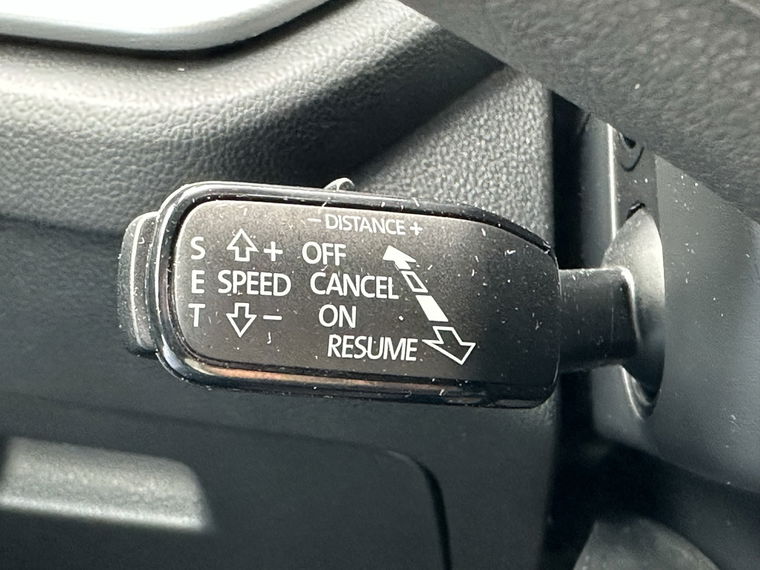 – DISTANCE +
S + OFF
E SPEED CANCEL
T – ON
RESUME